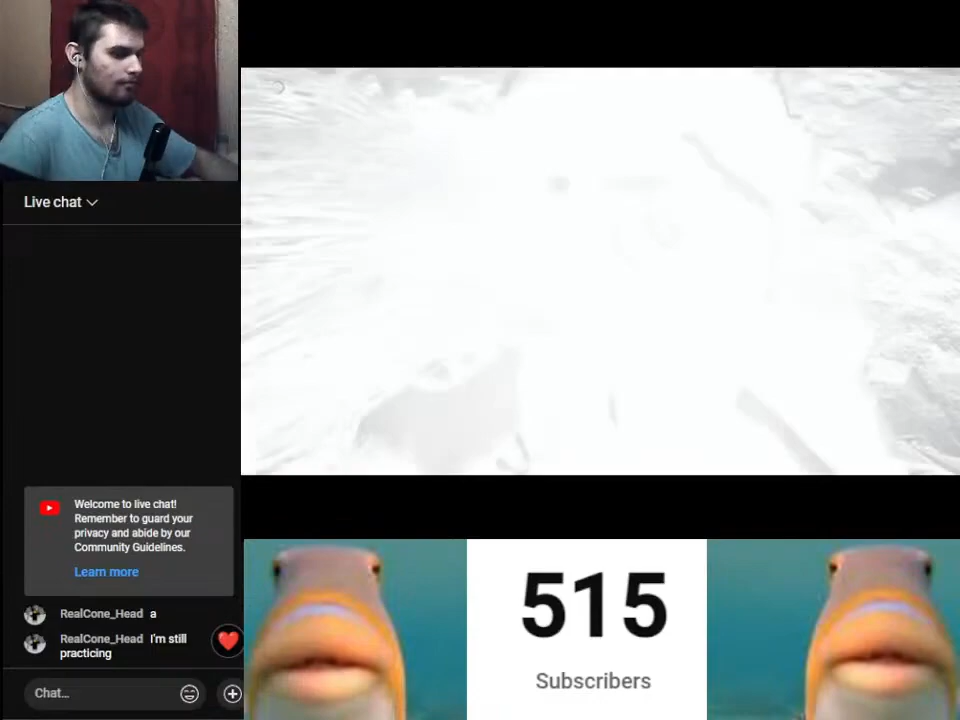 Live chat
Welcome to live chat!
Remember to guard your
privacy and abide by our
Community Guidelines.
Learn more
RealCone_Head a
RealCone_Head I'm still
practicing
Chat...
515
Subscribers